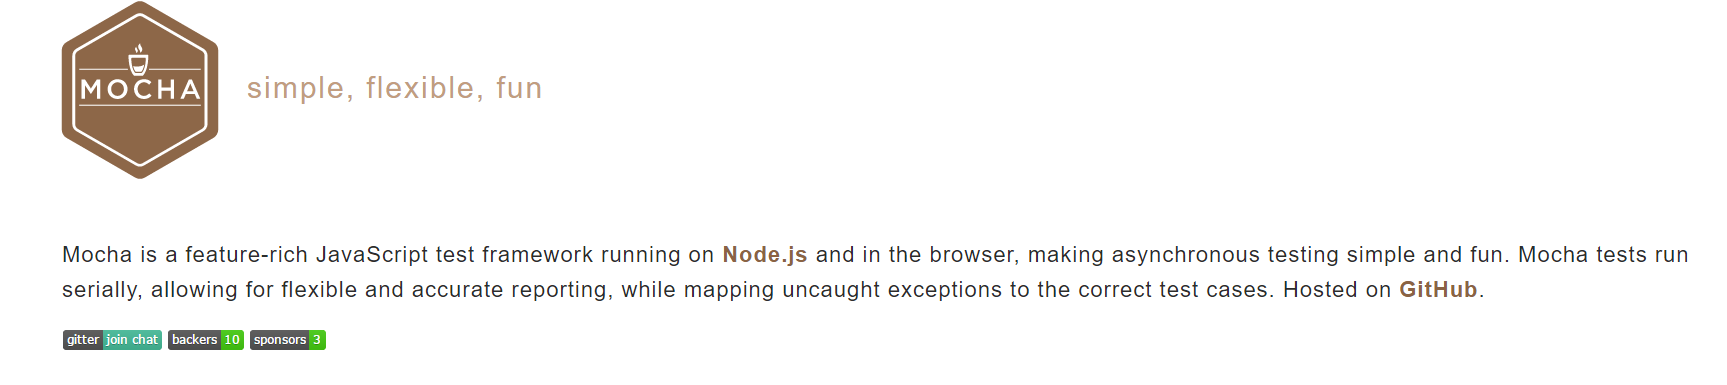 MOCHA
simple, flexible, fun
Mocha is a feature-rich JavaScript test framework running on Node.js and in the browser, making asynchronous testing simple and fun. Mocha tests run
serially, allowing for flexible and accurate reporting, while mapping uncaught exceptions to the correct test cases. Hosted on GitHub.
gitter join chat backers 10 sponsors 3